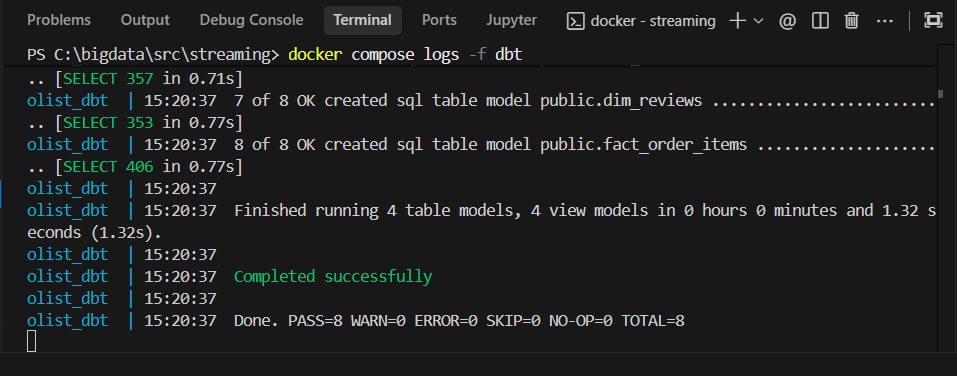 Problems Output Debug Console Terminal Ports Jupyter docker - streaming
PS C:\bigdata\src\streaming> docker compose logs -f dbt
.. [SELECT 357 in 0.71s]
olist_dbt | 15:20:37 7 of 8 OK created sql table model public.dim_reviews ..........................
.. [SELECT 353 in 0.77s]
olist_dbt | 15:20:37 8 of 8 OK created sql table model public.fact_order_items .....................
.. [SELECT 406 in 0.77s]
olist_dbt | 15:20:37
olist_dbt | 15:20:37 Finished running 4 table models, 4 view models in 0 hours 0 minutes and 1.32 s
econds (1.32s).
olist_dbt | 15:20:37
olist_dbt | 15:20:37 Completed successfully
olist_dbt | 15:20:37
olist_dbt | 15:20:37 Done. PASS=8 WARN=0 ERROR=0 SKIP=0 NO-OP=0 TOTAL=8